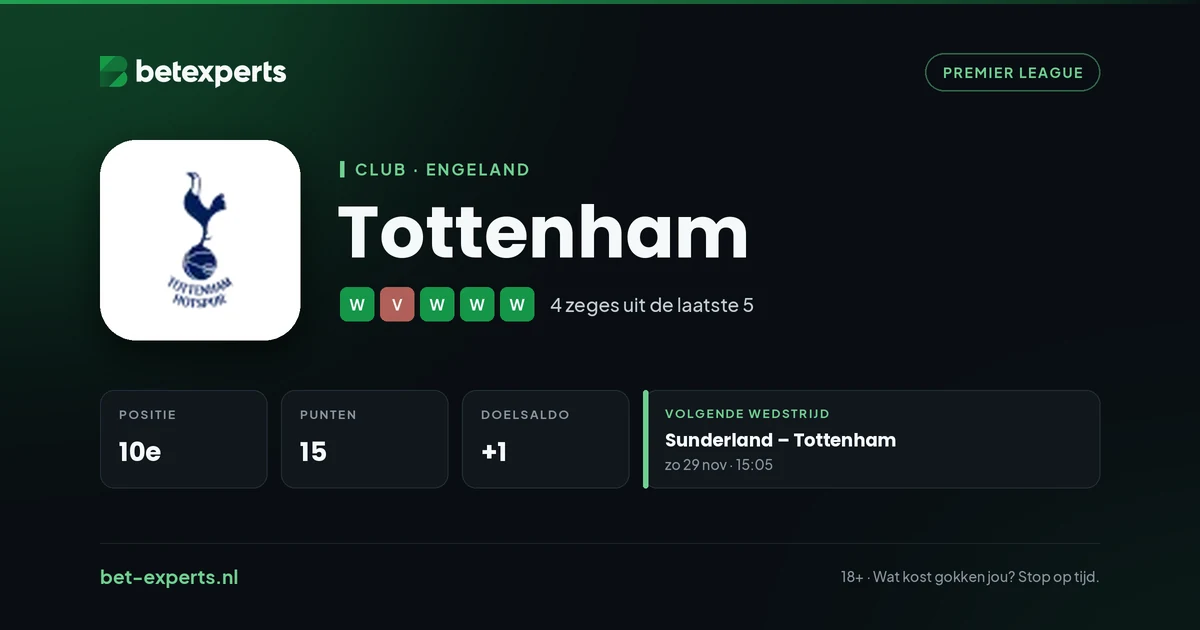 betexperts
PREMIER LEAGUE
TOTTENHAM
HOTSPUR
CLUB · ENGELAND
Tottenham
W V W W W 4 zeges uit de laatste 5
POSITIE
10e
PUNTEN
15
DOELSALDO
+1
VOLGENDE WEDSTRIJD
Sunderland – Tottenham
zo 29 nov · 15:05
bet-experts.nl
18+ · Wat kost gokken jou? Stop op tijd.